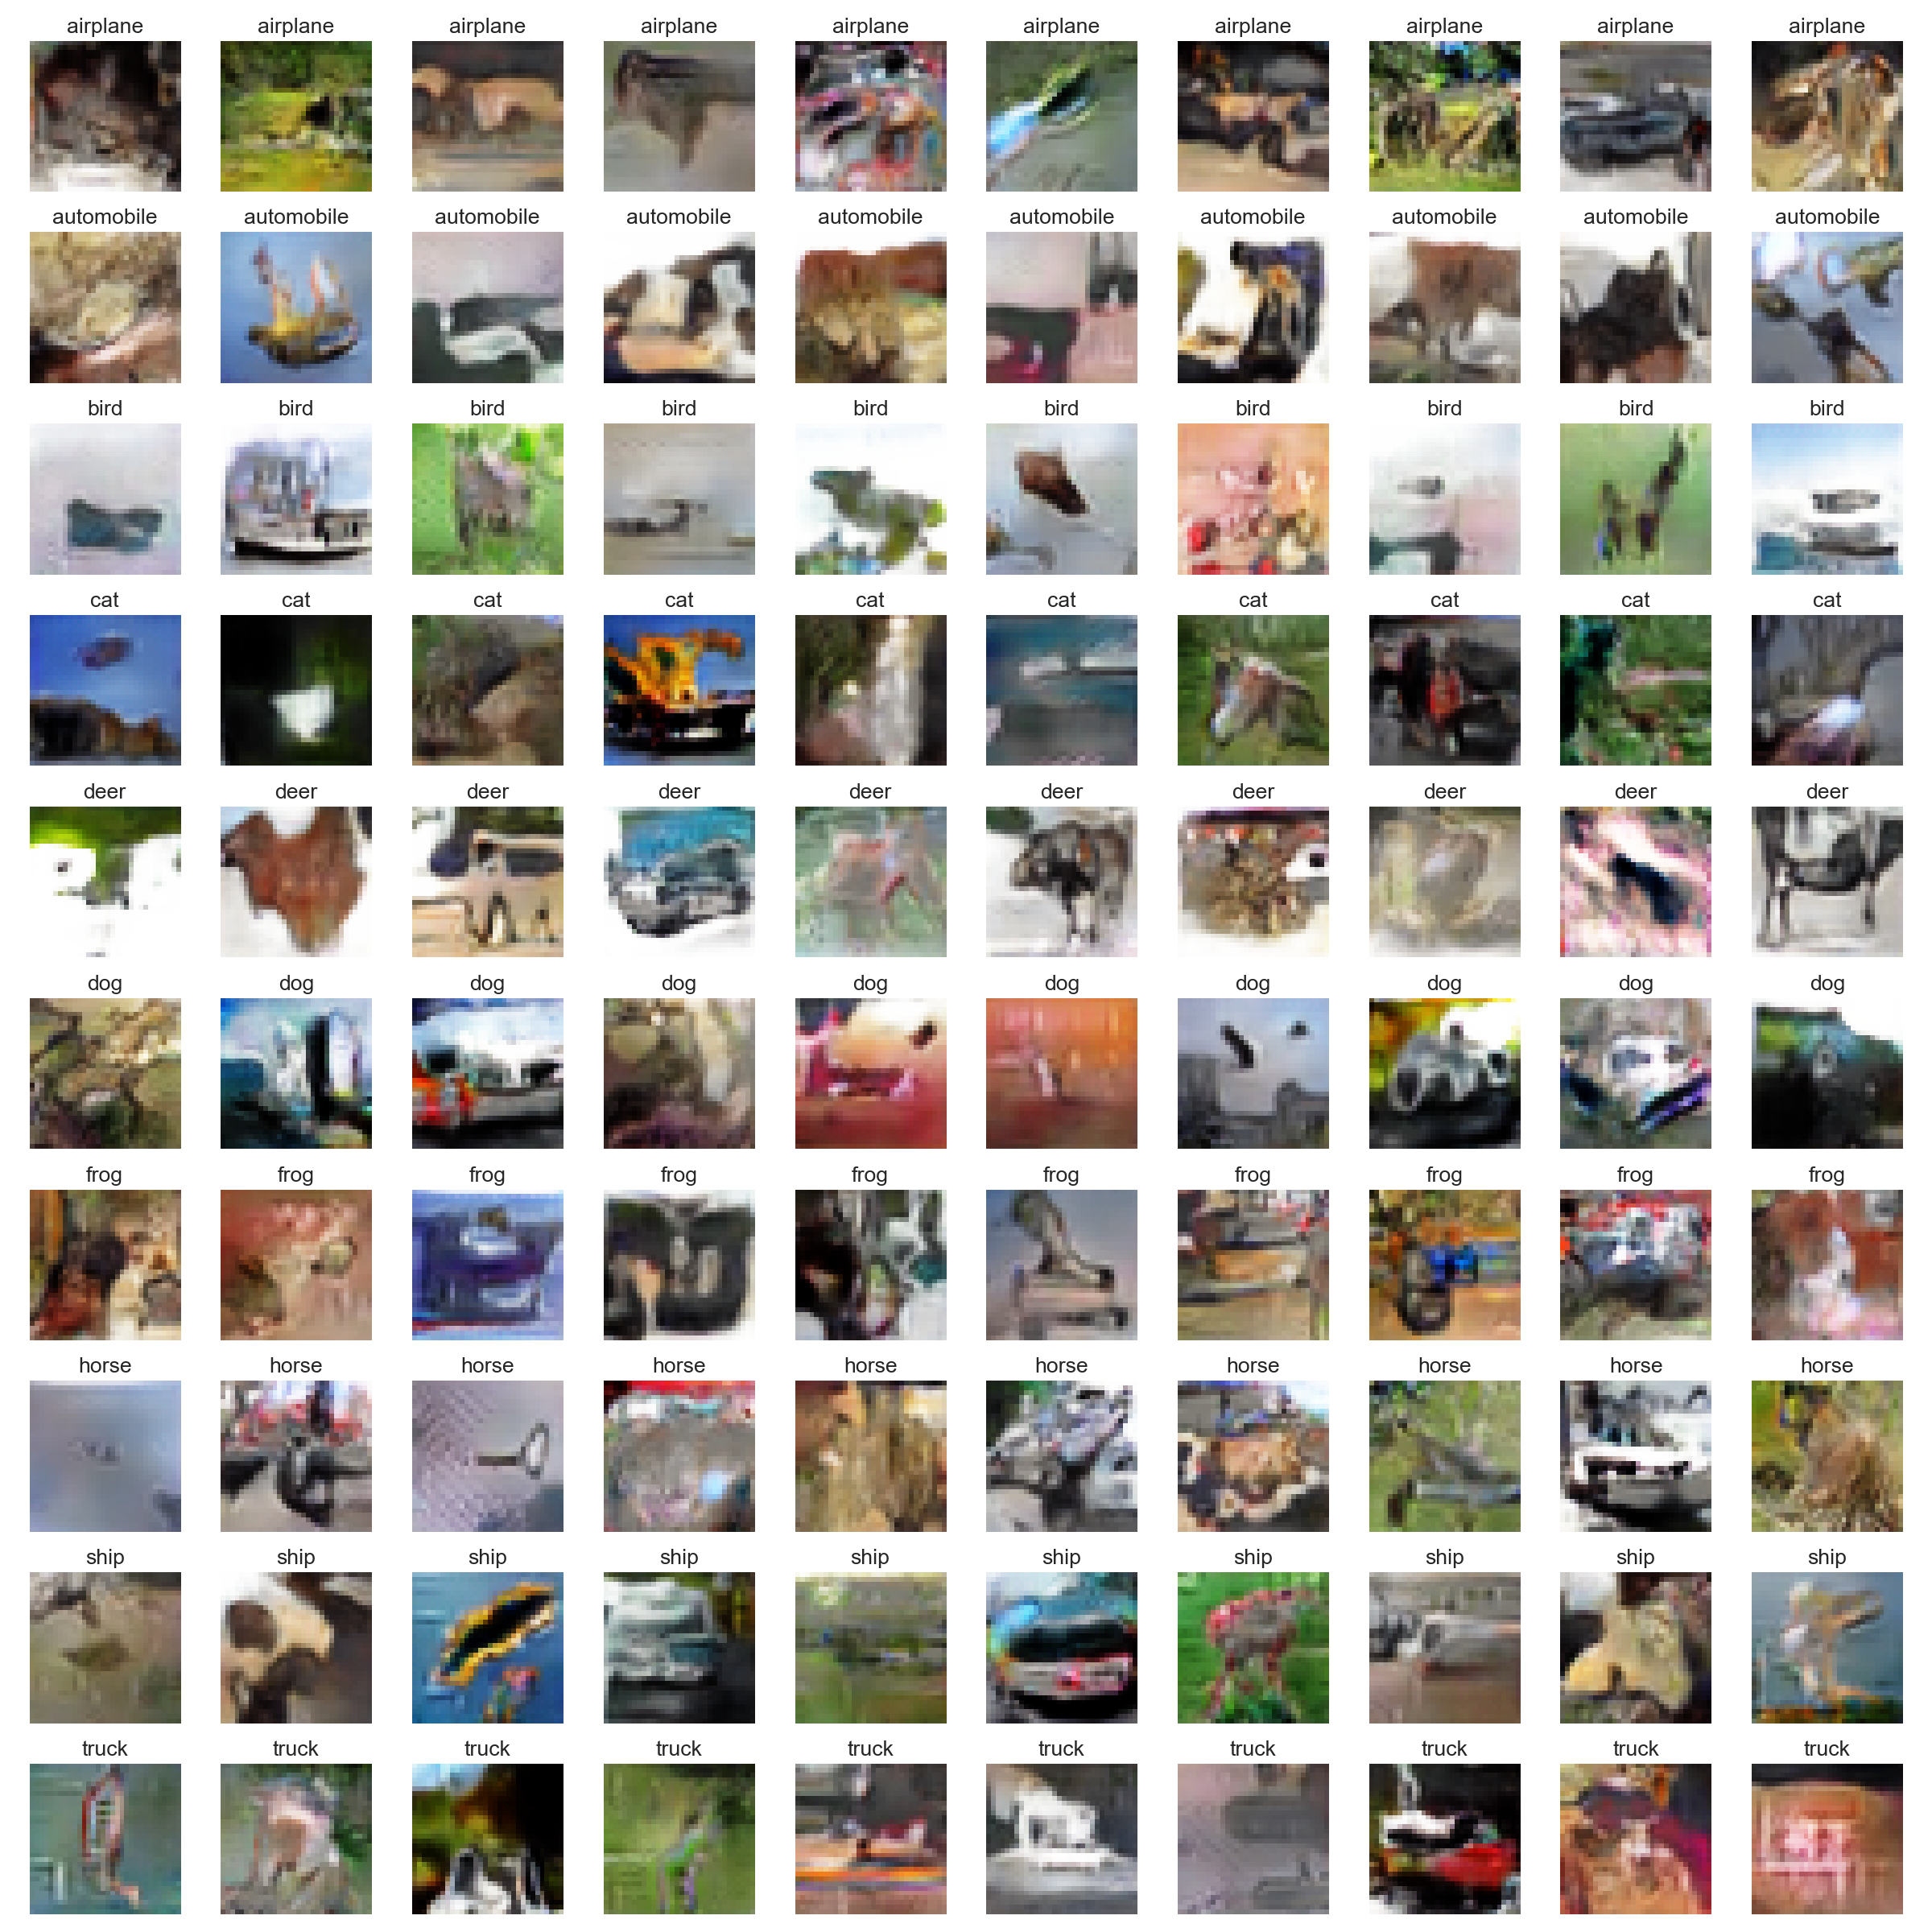 airplane airplane airplane airplane airplane airplane airplane airplane airplane airplane
automobile automobile automobile automobile automobile automobile automobile automobile automobile automobile
bird bird bird bird bird bird bird bird bird bird
cat cat cat cat cat cat cat cat cat cat
deer deer deer deer deer deer deer deer deer deer
dog dog dog dog dog dog dog dog dog dog
frog frog frog frog frog frog frog frog frog frog
horse horse horse horse horse horse horse horse horse horse
ship ship ship ship ship ship ship ship ship ship
truck truck truck truck truck truck truck truck truck truck